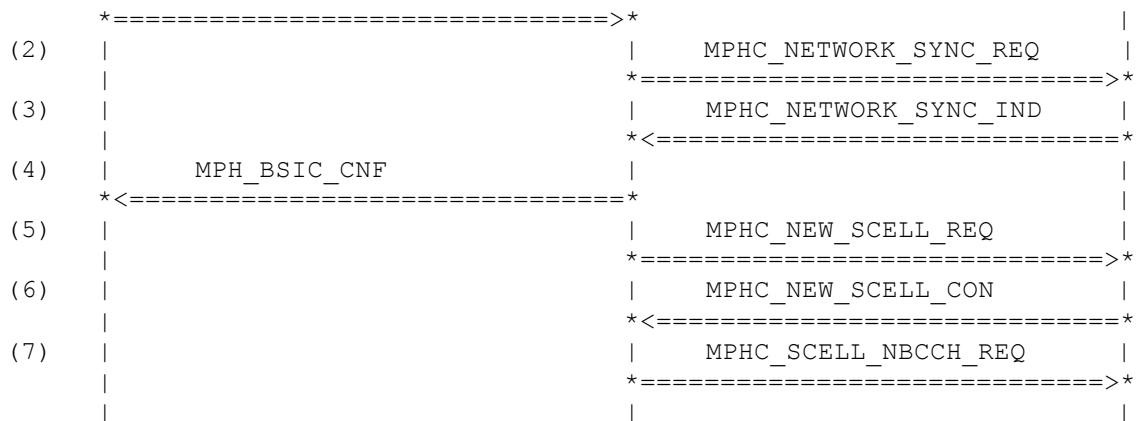 *===============================>* |
(2) | | MPHC_NETWORK_SYNC_REQ |
| *=============================>*
(3) | | MPHC_NETWORK_SYNC_IND |
| *<=============================*
(4) | MPH_BSIC_CNF | |
*<===============================* |
(5) | | MPHC_NEW_SCELL_REQ |
| *=============================>*
(6) | | MPHC_NEW_SCELL_CON |
| *<=============================*
(7) | | MPHC_SCELL_NBCCH_REQ |
| *=============================>*
| | |